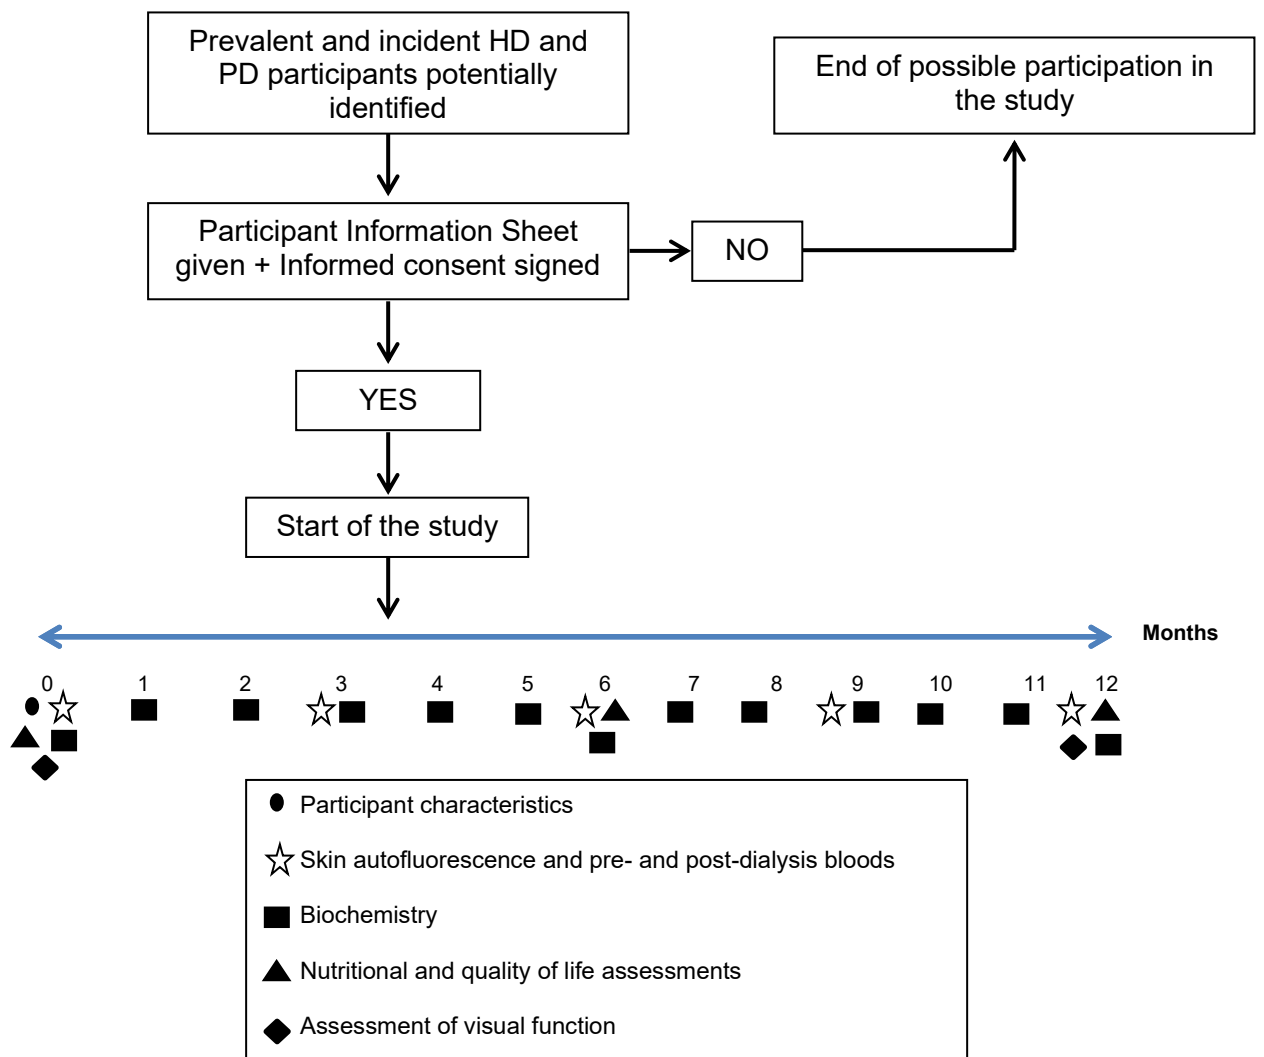 Prevalent and incident HD and
PD participants potentially
identified
End of possible participation in
the study
Participant Information Sheet
given + Informed consent signed
NO
YES
Start of the study
Months
0 1 2 3 4 5 6 7 8 9 10 11 12
Participant characteristics
Skin autofluorescence and pre- and post-dialysis bloods
Biochemistry
Nutritional and quality of life assessments
Assessment of visual function